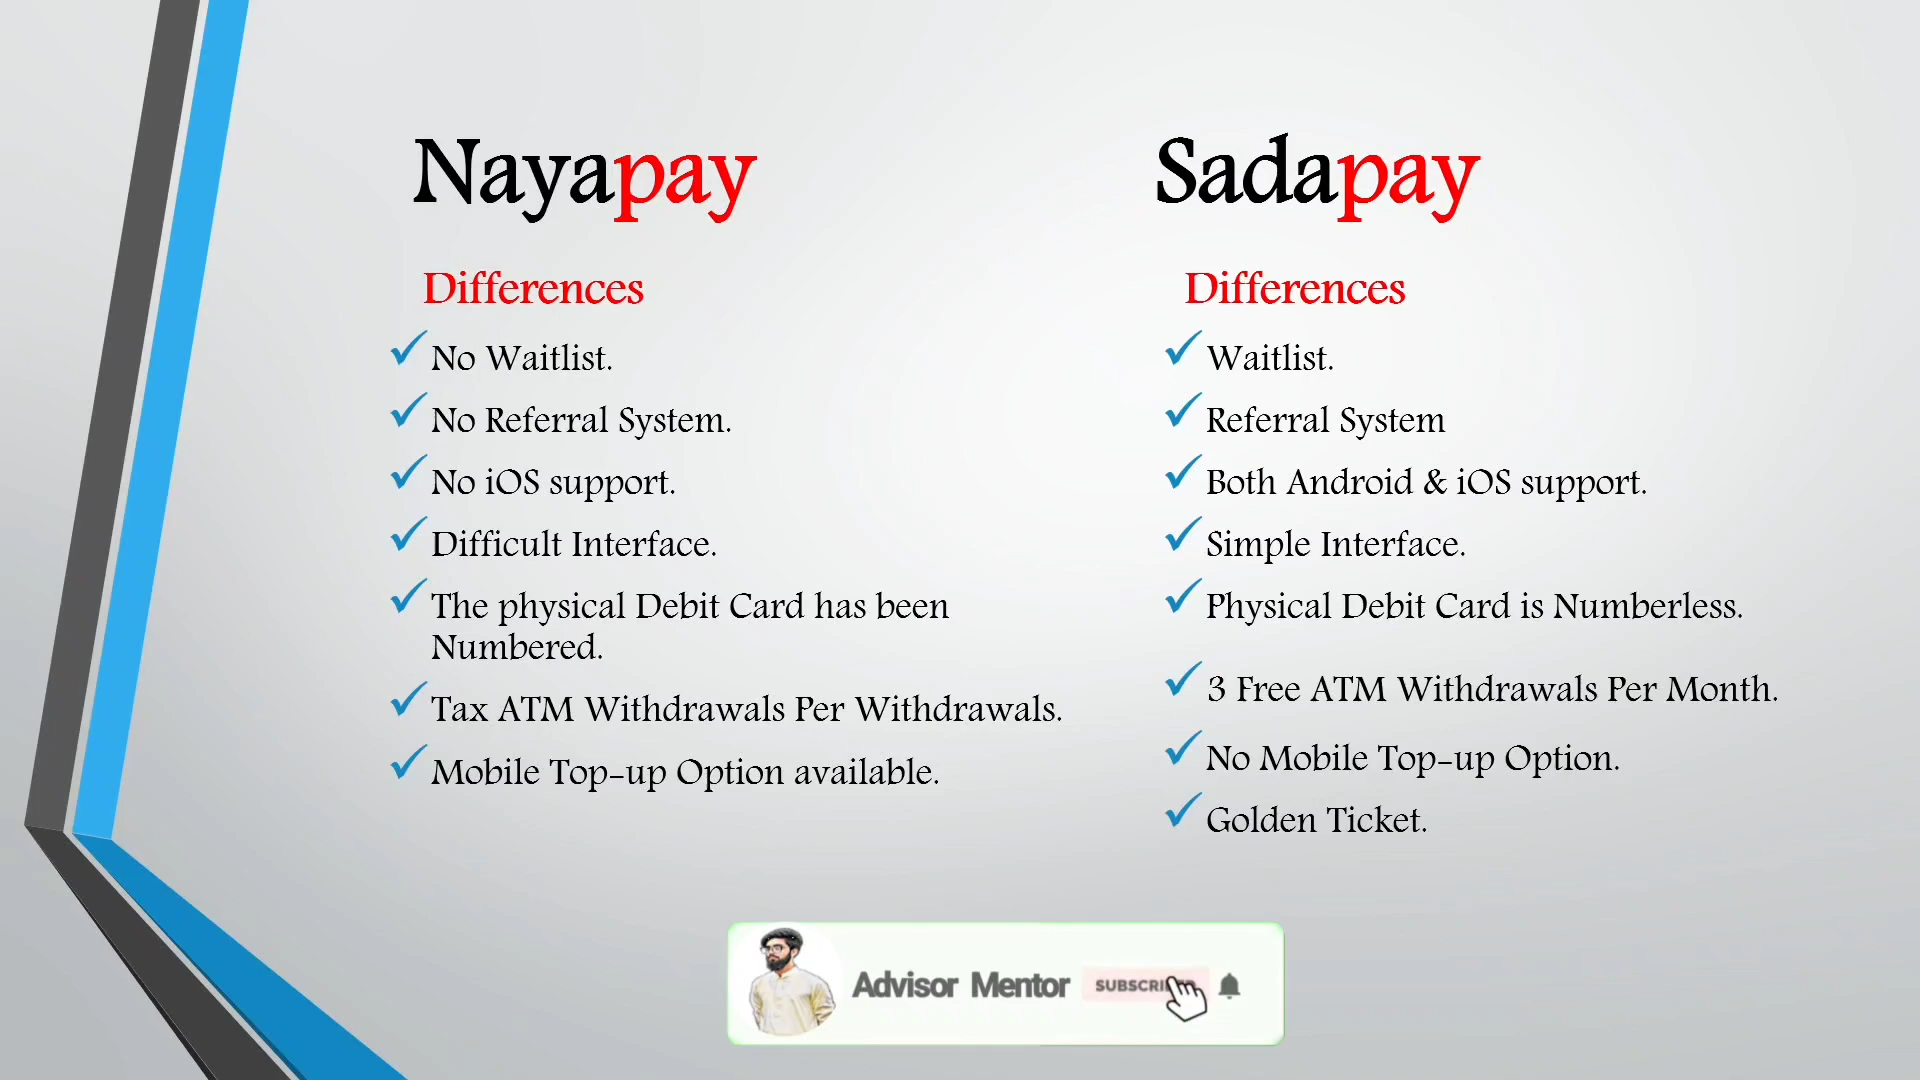 Nayapay
Differences
No Waitlist.
No Referral System.
No iOS support.
Difficult Interface.
The physical Debit Card has been
Numbered.
Tax ATM Withdrawals Per Withdrawals.
Mobile Top-up Option available.
Sadapay
Differences
Waitlist.
Referral System
Both Android & iOS support.
Simple Interface.
Physical Debit Card is Numberless.
3 Free ATM Withdrawals Per Month.
No Mobile Top-up Option.
Golden Ticket.
Advisor Mentor